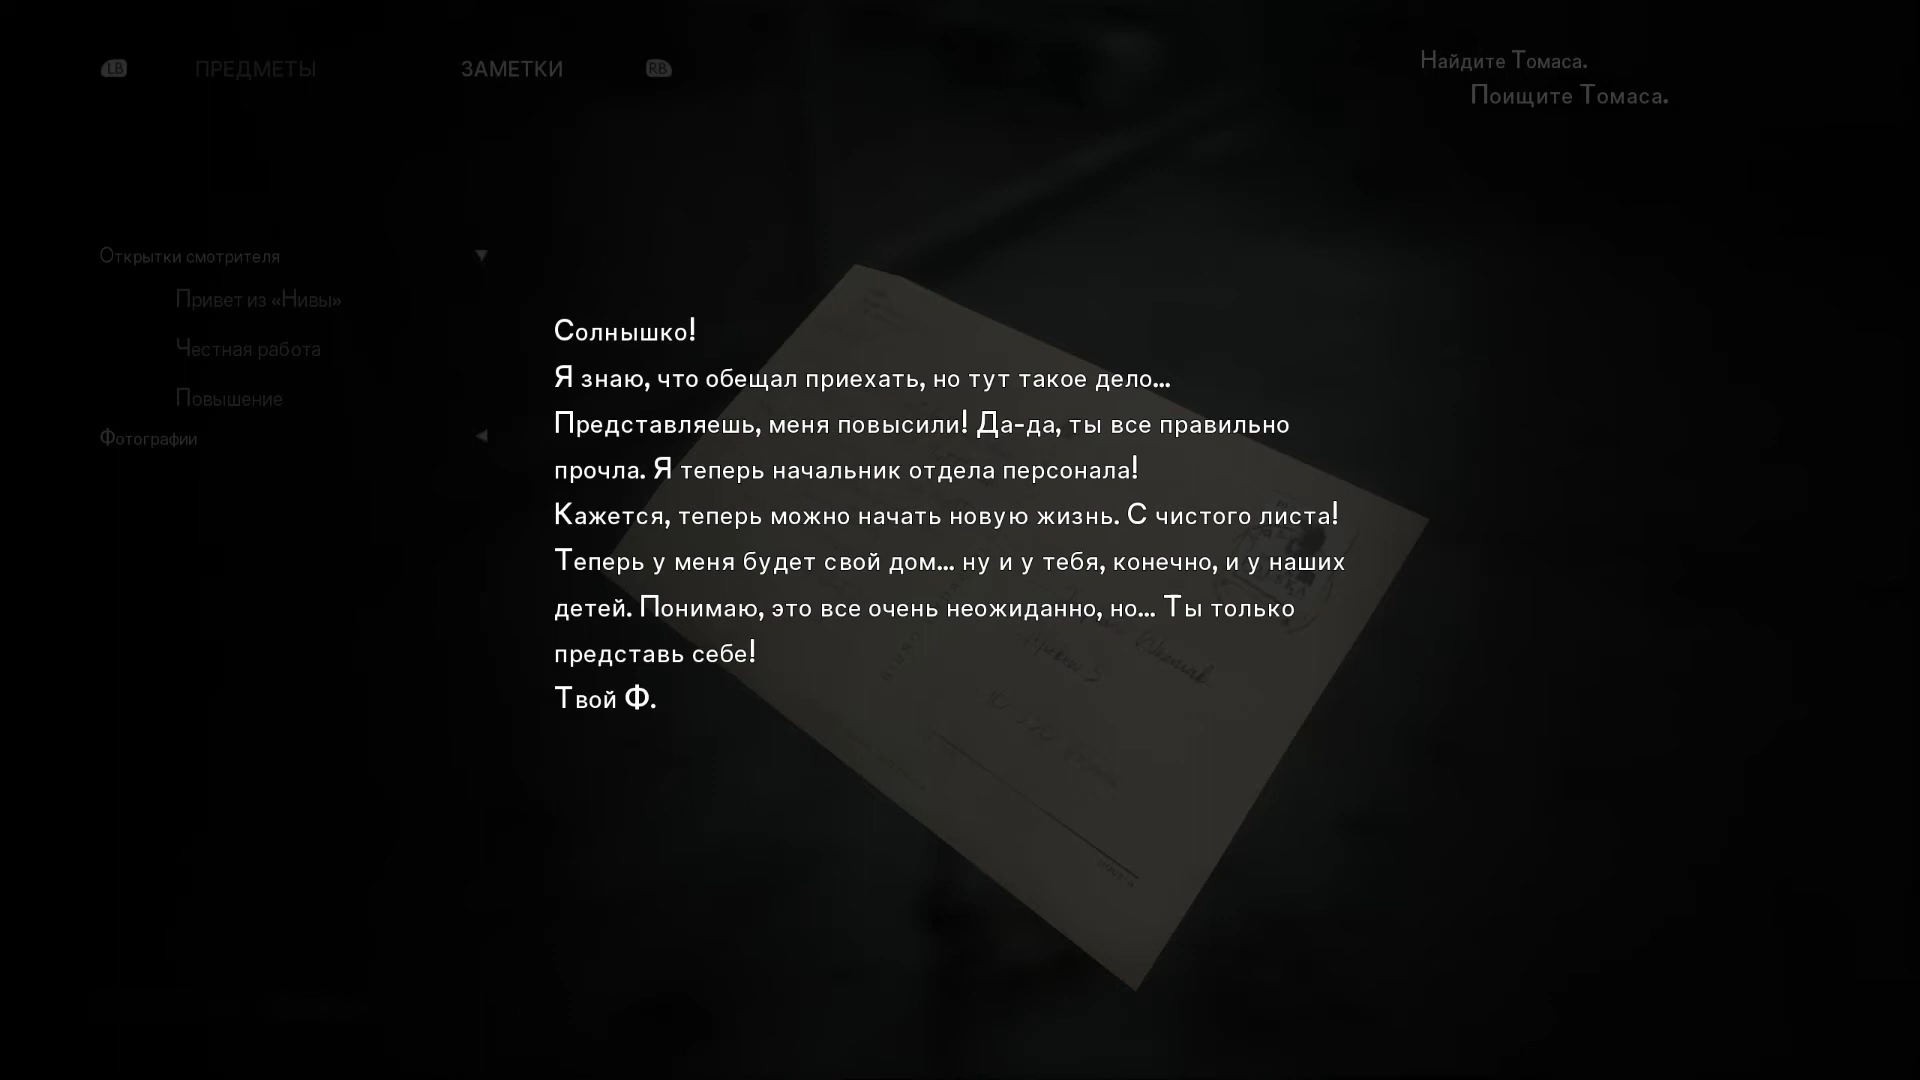 LB ПРЕДМЕТЫ ЗАМЕТКИ RB
Найдите Томаса.
Поищите Томаса.
Открытки смотрителя
Привет из «Нивы»
Честная работа
Повышение
Фотографии
Солнышко!
Я знаю, что обещал приехать, но тут такое дело...
Представляешь, меня повысили! Да-да, ты все правильно
прочла. Я теперь начальник отдела персонала!
Кажется, теперь можно начать новую жизнь. С чистого листа!
Теперь у меня будет свой дом... ну и у тебя, конечно, и у наших
детей. Понимаю, это все очень неожиданно, но... Ты только
представь себе!
Твой Ф.